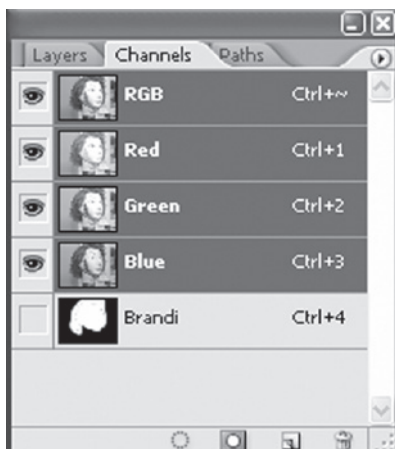 Layers Channels Paths
RGB Ctrl+~
Red Ctrl+1
Green Ctrl+2
Blue Ctrl+3
Brandi Ctrl+4